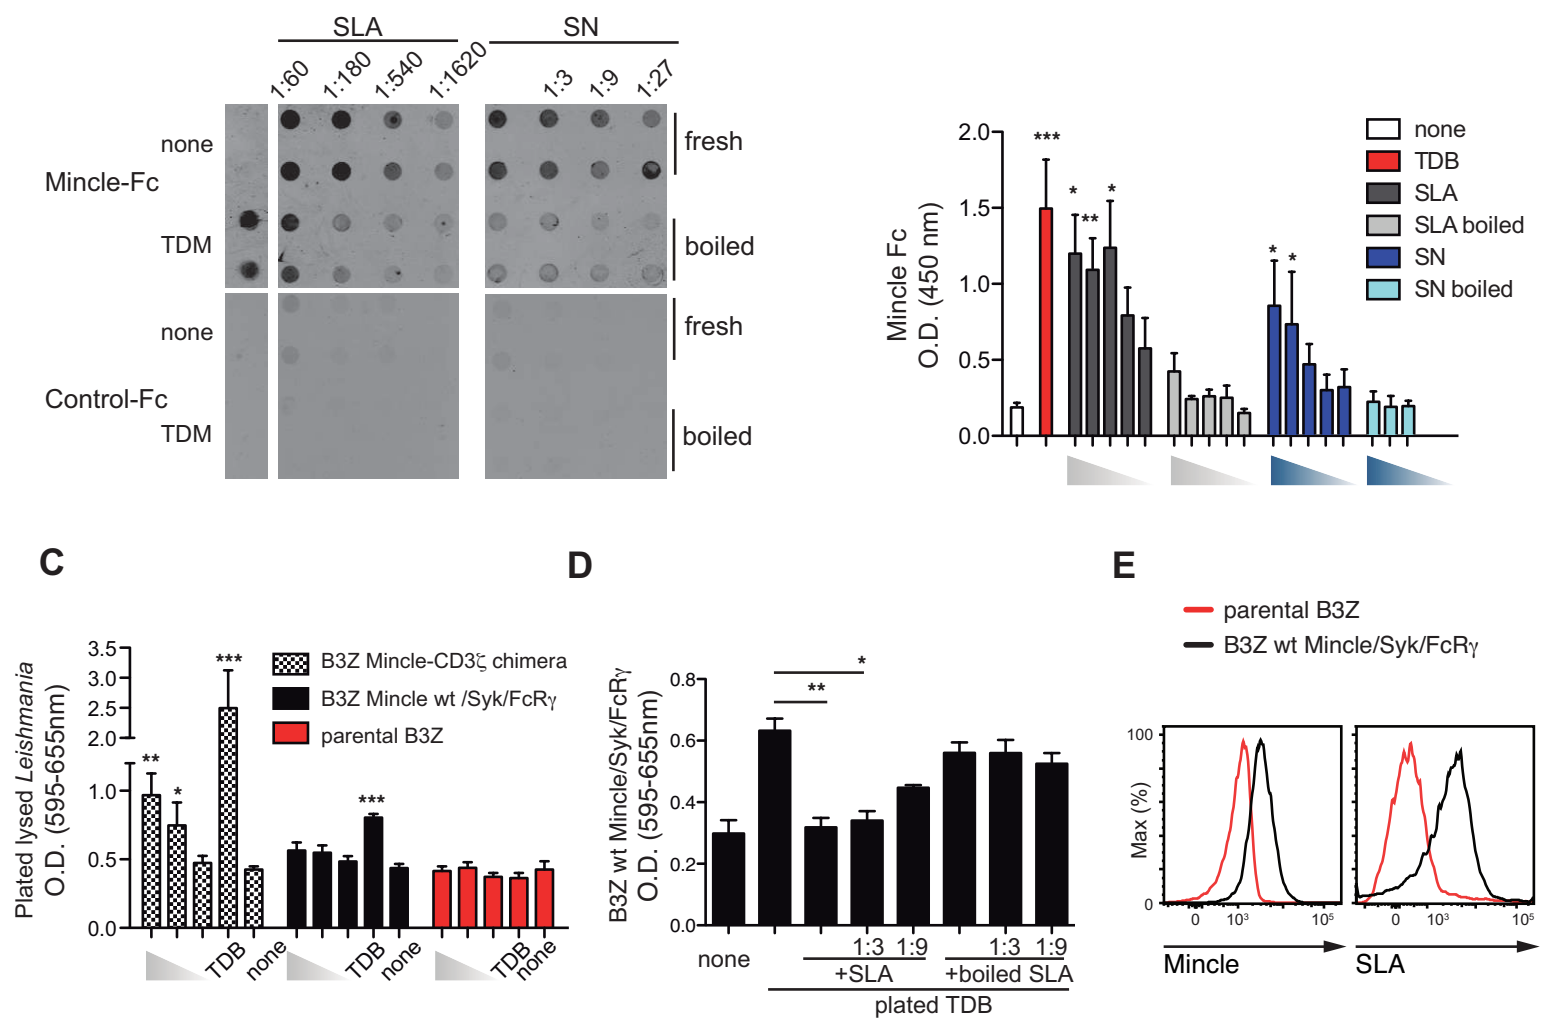 SLA
SN
1:60
1:180
1:540
1:1620
1:3
1:9
1:27
none
fresh
Mincle-Fc
TDM
boiled
none
fresh
Control-Fc
TDM
boiled
Mincle Fc
O.D. (450 nm)
2.0
1.5
1.0
0.5
0.0
***
*
**
*
*
*
none
TDB
SLA
SLA boiled
SN
SN boiled
C
Plated lysed Leishmania
O.D. (595-655nm)
3.5
3.0
2.5
2.0
1.0
0.5
0.0
**
*
***
***
B3Z Mincle-CD3ζ chimera
B3Z Mincle wt /Syk/FcRγ
parental B3Z
TDB
none
TDB
none
TDB
none
D
B3Z wt Mincle/Syk/FcRγ
O.D. (595-655nm)
0.8
0.6
0.4
0.2
0.0
*
**
none
1:3 1:9
+SLA
1:3 1:9
+boiled SLA
plated TDB
E
parental B3Z
B3Z wt Mincle/Syk/FcRγ
Max (%)
100
0
0 10³ 10⁵
Mincle
0 10³ 10⁵
SLA